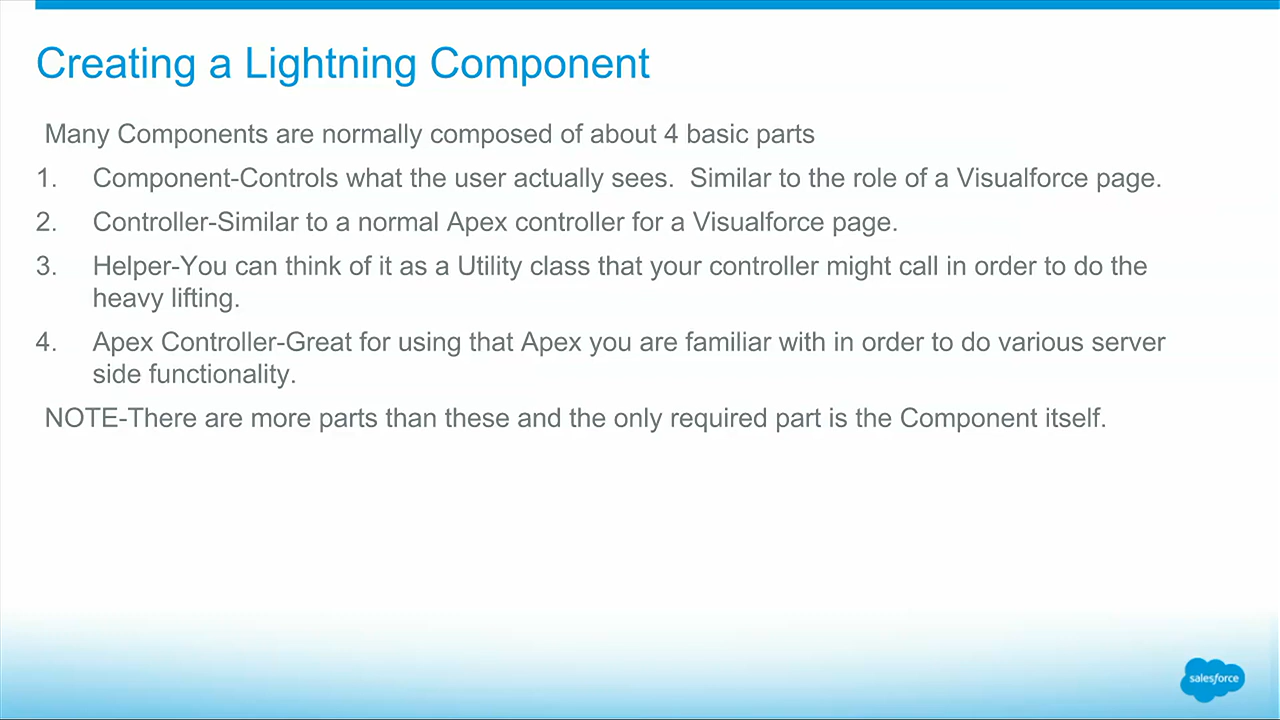 Creating a Lightning Component
Many Components are normally composed of about 4 basic parts
1. Component-Controls what the user actually sees.  Similar to the role of a Visualforce page.
2. Controller-Similar to a normal Apex controller for a Visualforce page.
3. Helper-You can think of it as a Utility class that your controller might call in order to do the
heavy lifting.
4. Apex Controller-Great for using that Apex you are familiar with in order to do various server
side functionality.
NOTE-There are more parts than these and the only required part is the Component itself.
salesforce